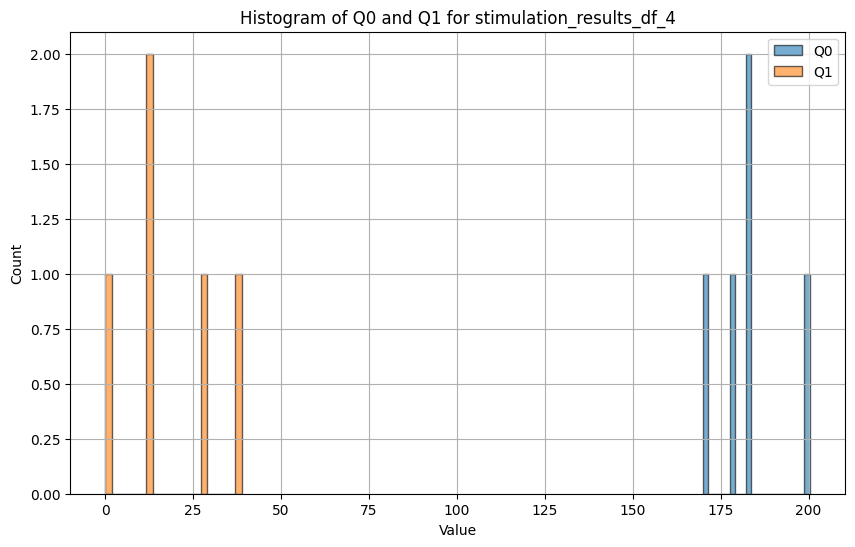 Histogram of Q0 and Q1 for stimulation_results_df_4
Q0
Q1
2.00
1.75
1.50
1.25
1.00
0.75
0.50
0.25
0.00
Count
0 25 50 75 100 125 150 175 200
Value